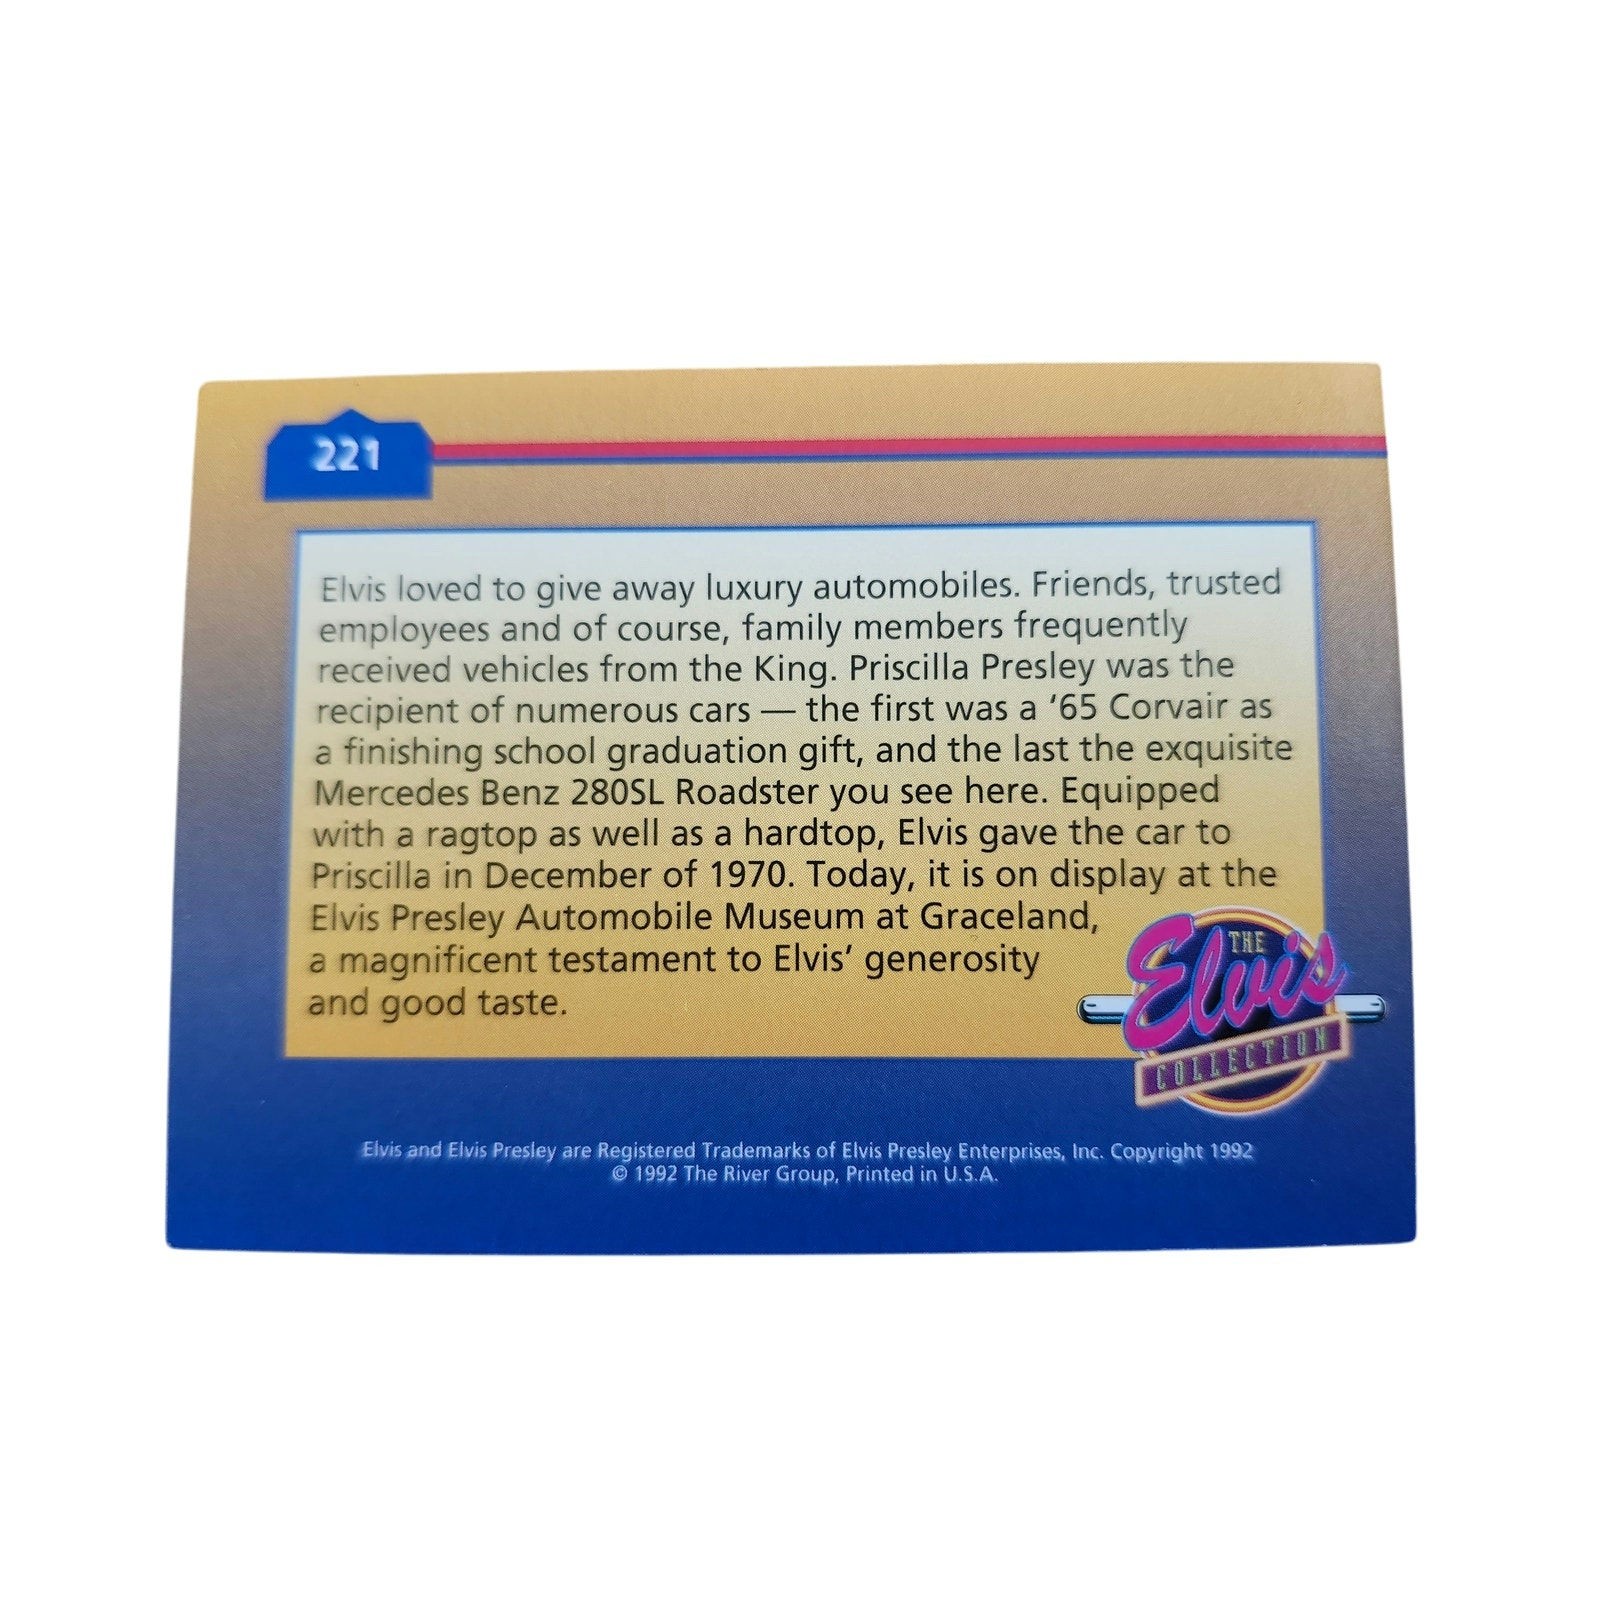 221
Elvis loved to give away luxury automobiles. Friends, trusted
employees and of course, family members frequently
received vehicles from the King. Priscilla Presley was the
recipient of numerous cars — the first was a ’65 Corvair as
a finishing school graduation gift, and the last the exquisite
Mercedes Benz 280SL Roadster you see here. Equipped
with a ragtop as well as a hardtop, Elvis gave the car to
Priscilla in December of 1970. Today, it is on display at the
Elvis Presley Automobile Museum at Graceland,
a magnificent testament to Elvis’ generosity
and good taste.
THE
Elvis
COLLECTION
Elvis and Elvis Presley are Registered Trademarks of Elvis Presley Enterprises, Inc. Copyright 1992
© 1992 The River Group, Printed in U.S.A.